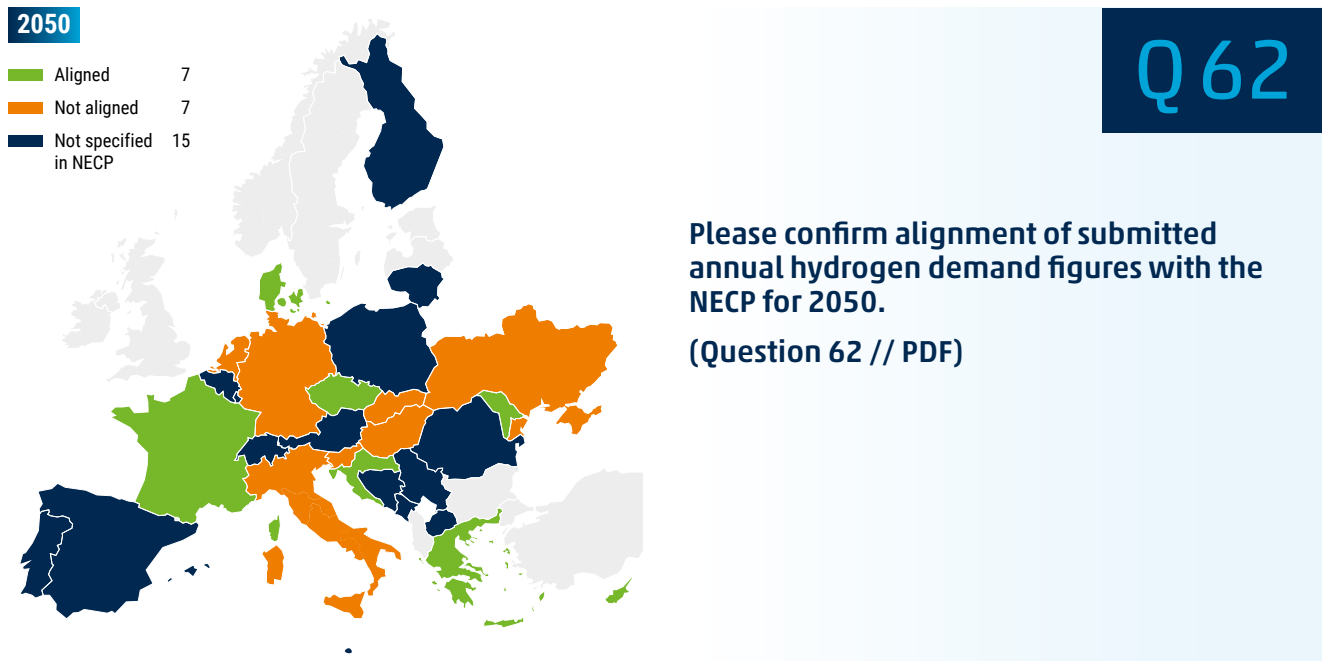 2050
Aligned 7
Not aligned 7
Not specified 15
in NECP
Q 62
Please confirm alignment of submitted
annual hydrogen demand figures with the
NECP for 2050.
(Question 62 // PDF)